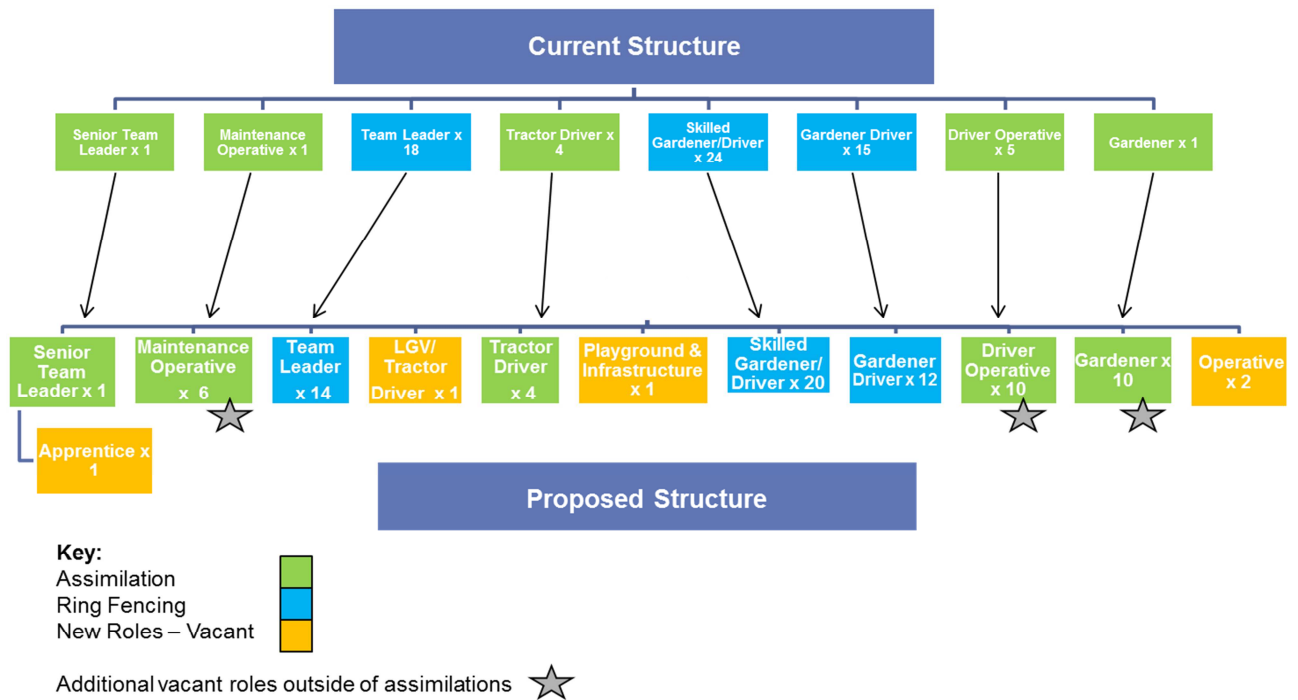 Current Structure
Senior Team
Leader x 1
Maintenance
Operative x 1
Team Leader x
18
Tractor Driver x
4
Skilled
Gardener/Driver
x 24
Gardener Driver
x 15
Driver Operative
x 5
Gardener x 1
Senior
Team
Leader x 1
Maintenance
Operative
x 6
Team
Leader
x 14
LGV/
Tractor
Driver x 1
Tractor
Driver
x 4
Playground &
Infrastructure
x 1
Skilled
Gardener/
Driver x 20
Gardener
Driver x 12
Driver
Operative
x 10
Gardener x
10
Operative
x 2
Apprentice x
1
Proposed Structure
Key:
Assimilation
Ring Fencing
New Roles – Vacant
Additional vacant roles outside of assimilations